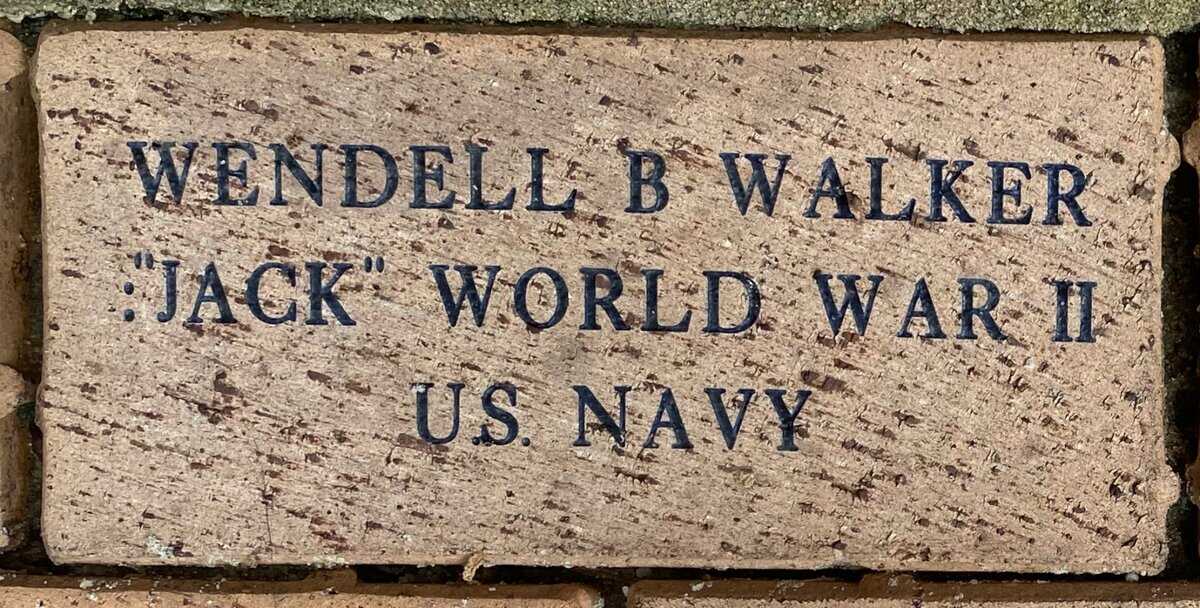 WENDELL B WALKER
:"JACK" WORLD WAR II
U.S. NAVY